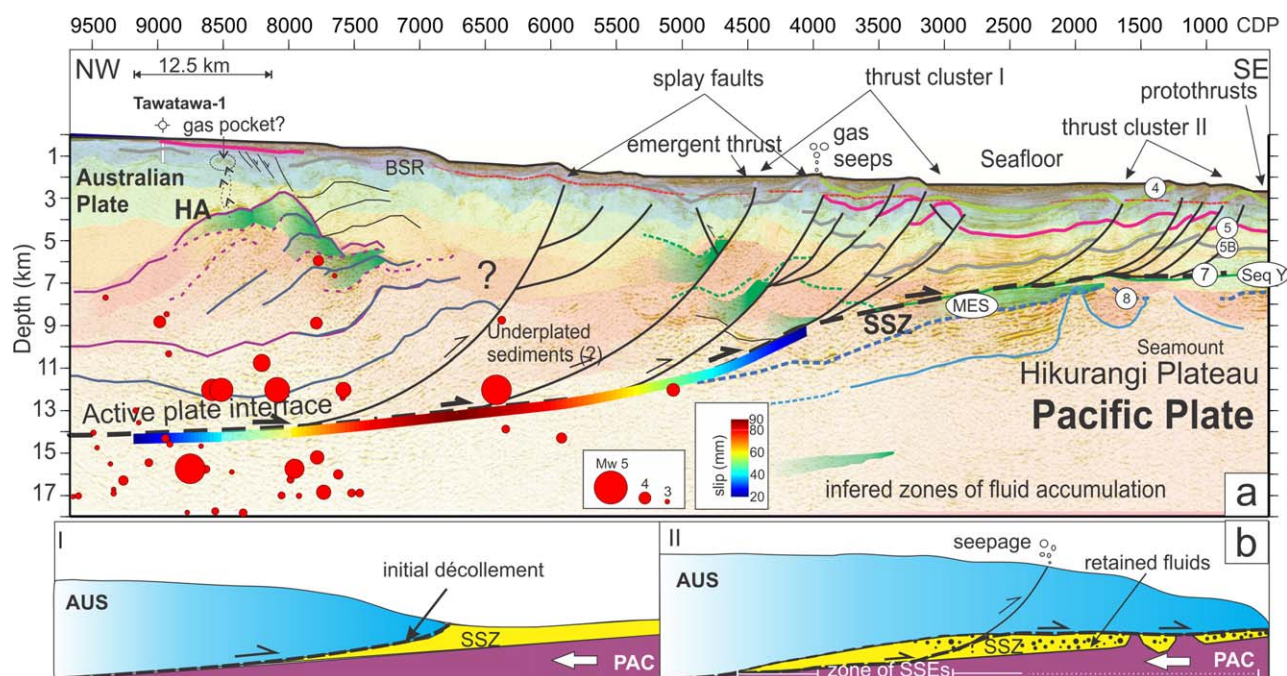 9500 9000 8500 8000 7500 7000 6500 6000 5500 5000 4500 4000 3500 3000 2500 2000 1500 1000 CDP
NW
12.5 km
SE
Tawatawa-1
gas pocket?
splay faults
thrust cluster I
protothrusts
emergent thrust
gas
seeps
thrust cluster II
Seafloor
BSR
Australian
Plate
HA
Depth (km)
1
3
5
7
9
11
13
15
17
4
5
5B
7
Seq Y
8
?
MES
SSZ
Underplated
sediments (?)
Seamount
Hikurangi Plateau
Pacific Plate
Active plate interface
Mw 5
4
3
slip (mm)
90
80
60
40
20
infered zones of fluid accumulation
a
I
AUS
initial décollement
SSZ
PAC
II
b
seepage
retained fluids
AUS
SSZ
PAC
zone of SSEs